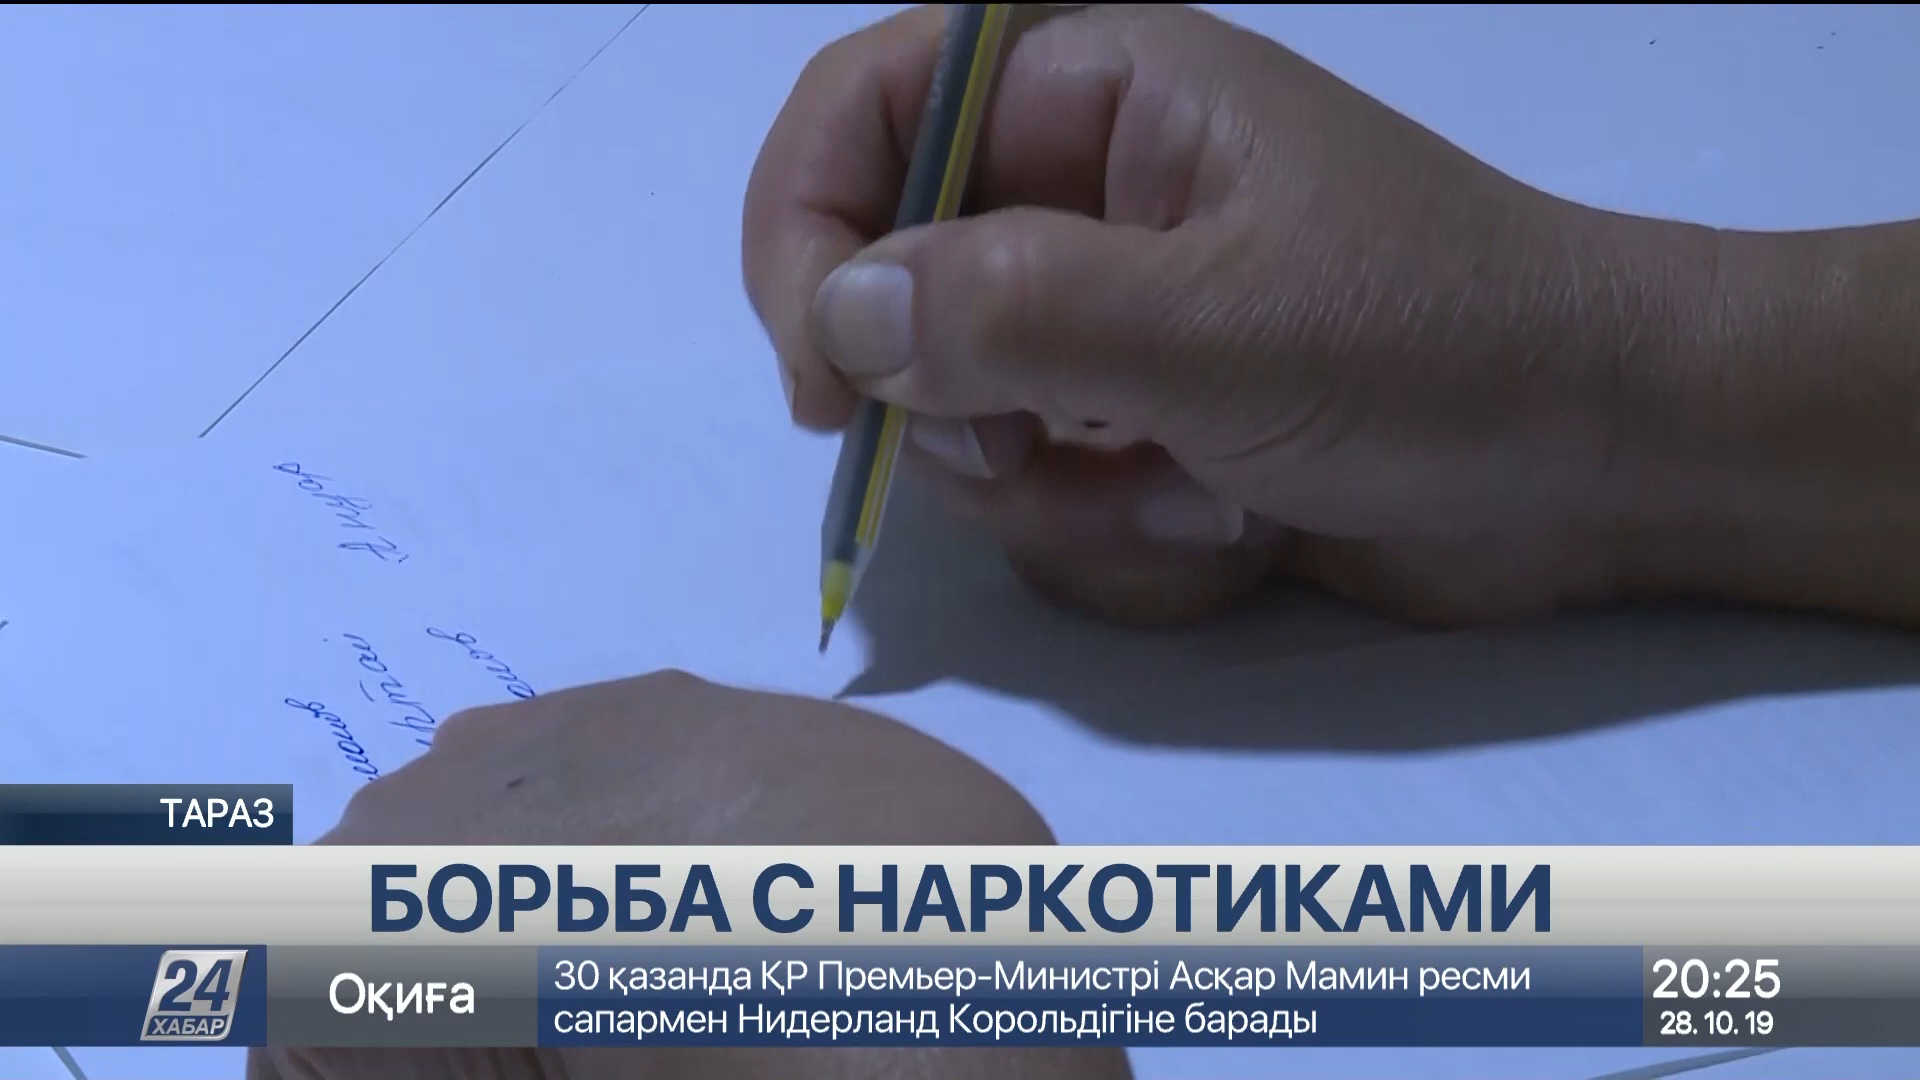 ТАРАЗ
БОРЬБА С НАРКОТИКАМИ
24
ХАБАР
Оқиға
30 қазанда ҚР Премьер-Министрі Асқар Мамин ресми
сапармен Нидерланд Корольдігіне барады
20:25
28. 10. 19